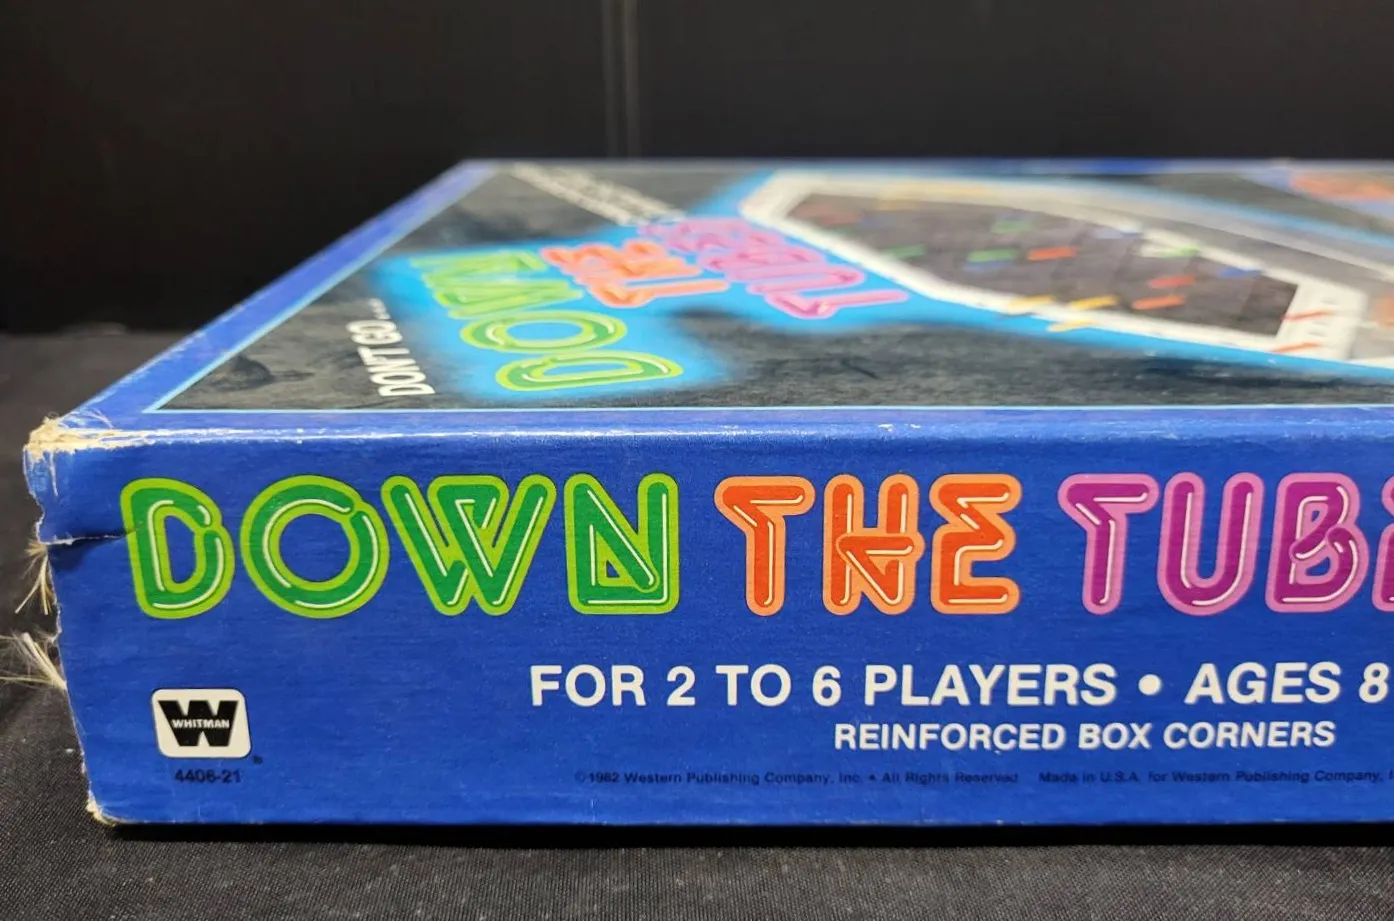 DON'T GO ....
DOWN
THE
TUBES
DOWN THE TUBE
FOR 2 TO 6 PLAYERS • AGES 8
REINFORCED BOX CORNERS
WHITMAN
®
4406-21
©1982 Western Publishing Company, Inc. • All Rights Reserved Made in U.S.A. for Western Publishing Company,